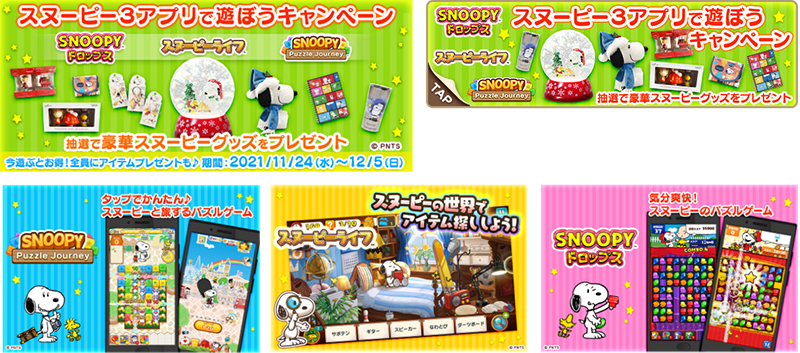 スヌーピー3アプリで遊ぼうキャンペーン
SNOOPY
ドロップス
スヌーピーライフ
SNOOPY
Puzzle Journey
抽選で豪華スヌーピーグッズをプレゼント
© PNTS
今遊ぶとお得!全員にアイテムプレゼントも♪ 期間:2021/11/24(水)〜12/5(日)
スヌーピー3アプリで遊ぼう
キャンペーン
SNOOPY
ドロップス
スヌーピーライフ
SNOOPY
Puzzle Journey
TAP
抽選で豪華スヌーピーグッズをプレゼント
© PNTS
タップでかんたん♪
スヌーピーと旅するパズルゲーム
SNOOPY
Puzzle Journey
© PNTS
スヌーピーの世界で
アイテム探ししよう!
スヌーピーライフ
サボテン
ギター
スピーカー
なわとび
ダーツボード
© PNTS
気分爽快!
スヌーピーのパズルゲーム
SNOOPY
ドロップス
COMBO
© PNTS